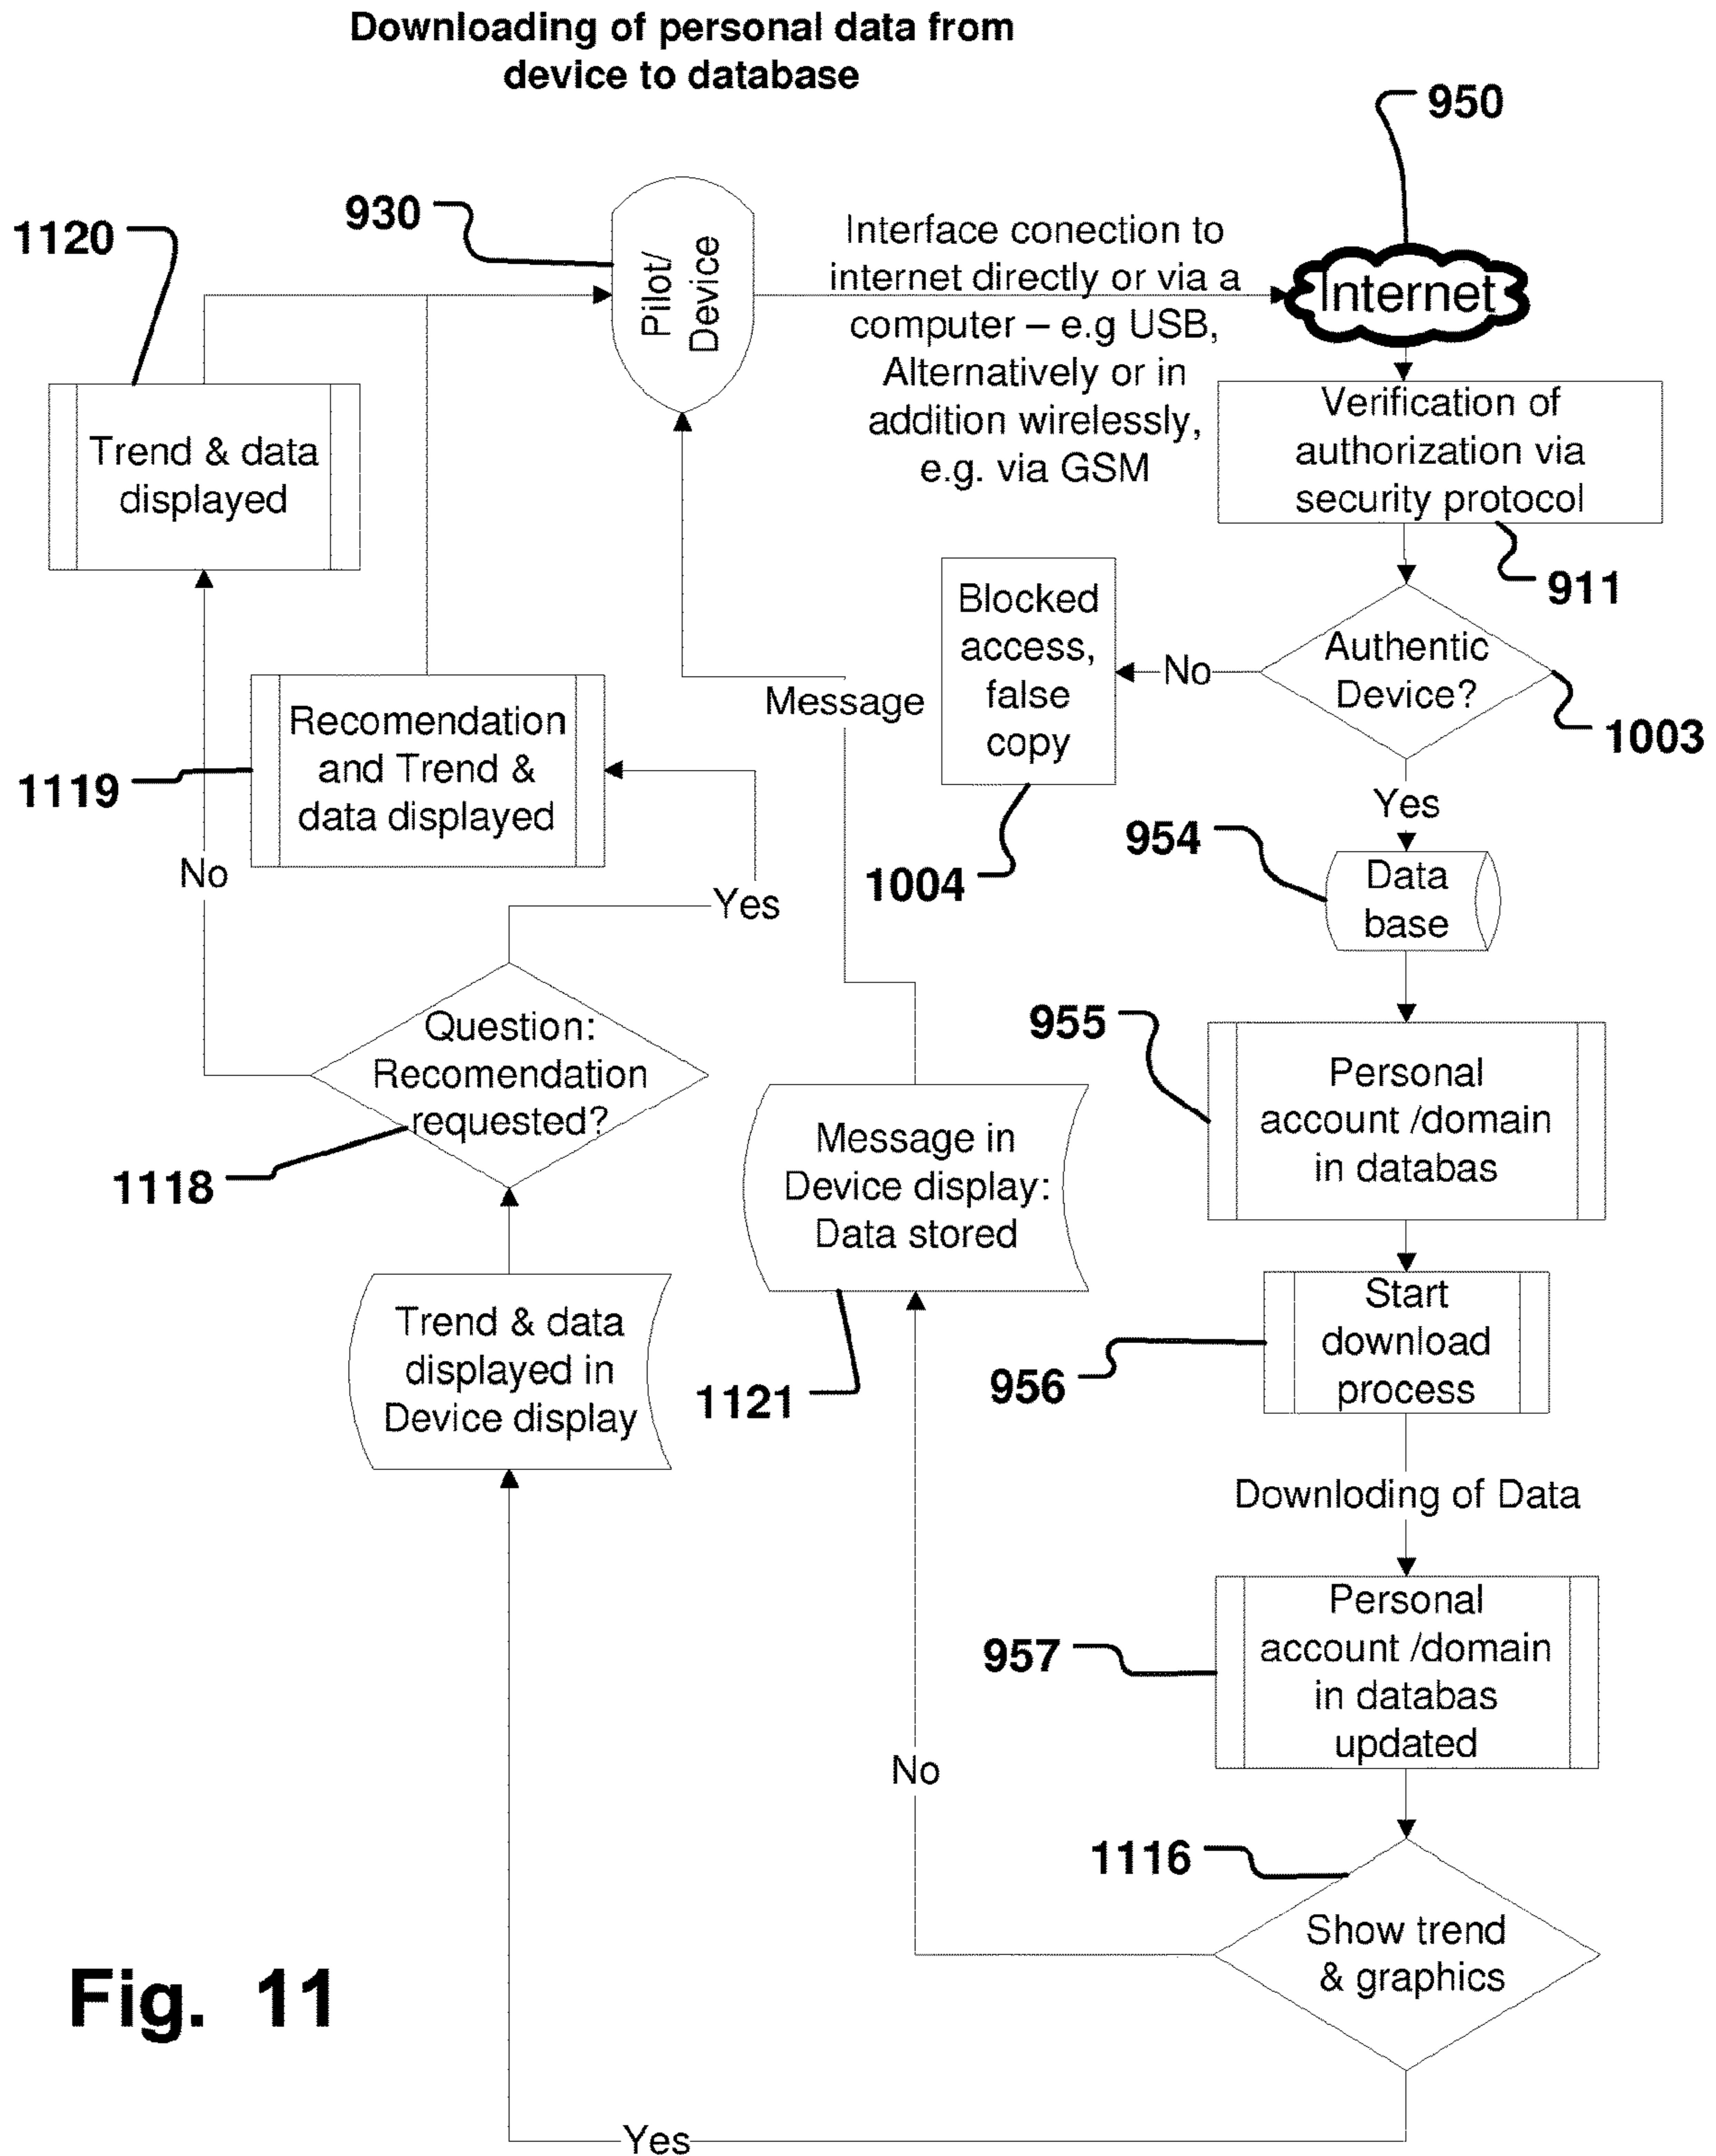 Downloading of personal data from
device to database
950
930
1120
Pilot/
Device
Interface conection to
internet directly or via a
computer – e.g USB,
Alternatively or in
addition wirelessly,
e.g. via GSM
Internet
Verification of
authorization via
security protocol
911
Trend & data
displayed
Blocked
access,
false
copy
No
Authentic
Device?
1003
1004
Message
Recomendation
and Trend &
data displayed
1119
No
Yes
Yes
954
Data
base
955
Personal
account /domain
in databas
Question:
Recomendation
requested?
1118
Message in
Device display:
Data stored
1121
Start
download
process
956
Trend & data
displayed in
Device display
Downloding of Data
957
Personal
account /domain
in databas
updated
No
1116
Show trend
& graphics
Yes
Fig. 11